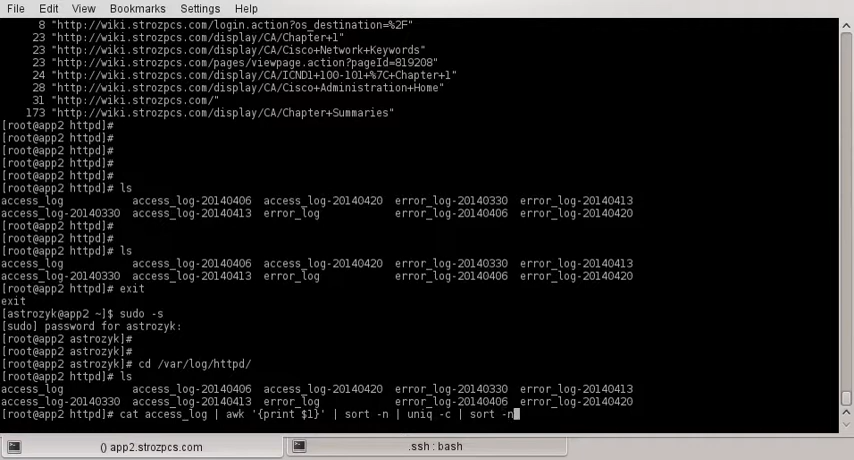 File Edit View Bookmarks Settings Help
8 "http://wiki.strozpcs.com/login.action?os_destination=%2F"
23 "http://wiki.strozpcs.com/display/CA/Chapter+1"
23 "http://wiki.strozpcs.com/display/CA/Cisco+Network+Keywords"
23 "http://wiki.strozpcs.com/pages/viewpage.action?pageId=819208"
24 "http://wiki.strozpcs.com/display/CA/ICND1+100-101+%7C+Chapter+1"
28 "http://wiki.strozpcs.com/display/CA/Cisco+Administration+Home"
31 "http://wiki.strozpcs.com/"
173 "http://wiki.strozpcs.com/display/CA/Chapter+Summaries"
[root@app2 httpd]#
[root@app2 httpd]#
[root@app2 httpd]#
[root@app2 httpd]#
[root@app2 httpd]#
[root@app2 httpd]# ls
access_log access_log-20140406 access_log-20140420 error_log-20140330 error_log-20140413
access_log-20140330 access_log-20140413 error_log error_log-20140406 error_log-20140420
[root@app2 httpd]#
[root@app2 httpd]#
[root@app2 httpd]# ls
access_log access_log-20140406 access_log-20140420 error_log-20140330 error_log-20140413
access_log-20140330 access_log-20140413 error_log error_log-20140406 error_log-20140420
[root@app2 httpd]# exit
exit
[astrozyk@app2 ~]$ sudo -s
[sudo] password for astrozyk:
[root@app2 astrozyk]#
[root@app2 astrozyk]#
[root@app2 astrozyk]# cd /var/log/httpd/
[root@app2 httpd]# ls
access_log access_log-20140406 access_log-20140420 error_log-20140330 error_log-20140413
access_log-20140330 access_log-20140413 error_log error_log-20140406 error_log-20140420
[root@app2 httpd]# cat access_log | awk '{print $1}' | sort -n | uniq -c | sort -n
() app2.strozpcs.com
.ssh : bash